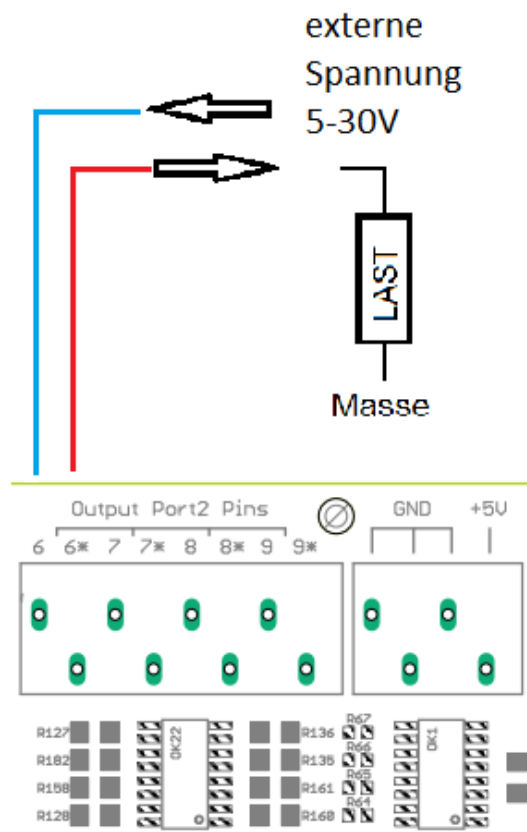 externe
Spannung
5-30V
LAST
Masse
Output Port2 Pins
GND +5V
6 6* 7 7* 8 8* 9 9*
R127
R182
R158
R128
OK22
R136
R135
R161
R160
R67
R66
R65
R64
OK1